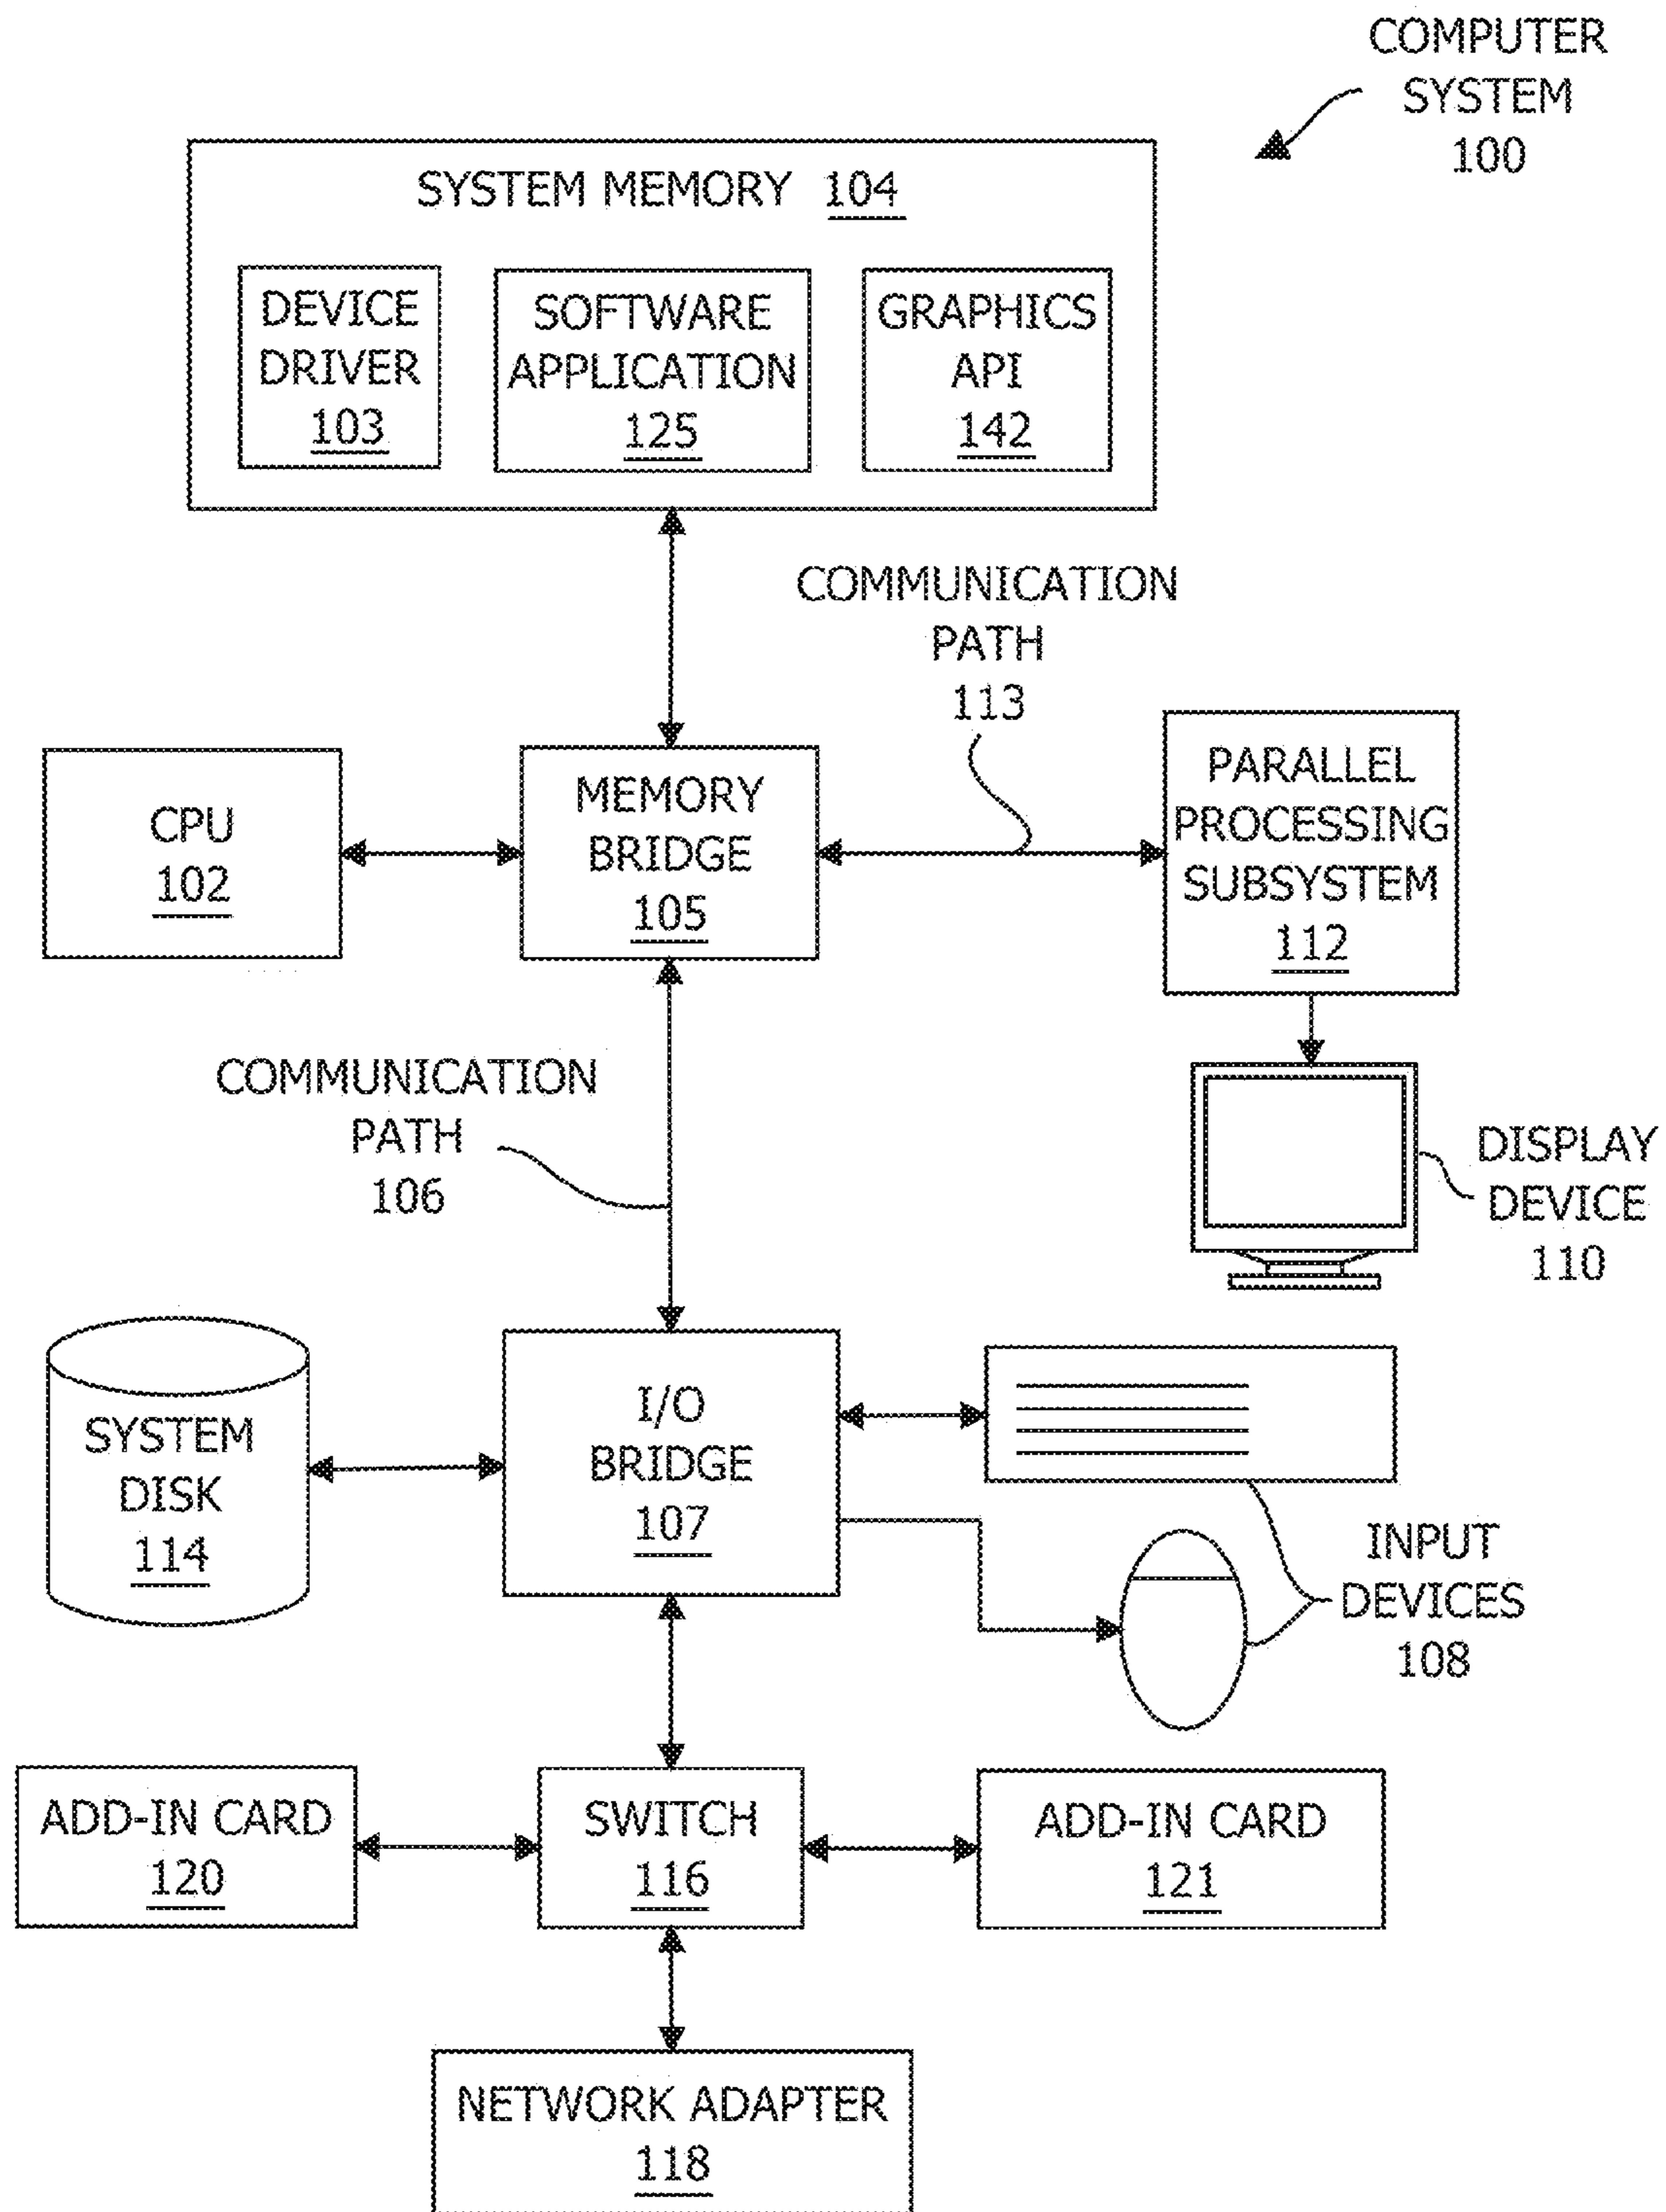 COMPUTER
SYSTEM
100
SYSTEM MEMORY 104
DEVICE
DRIVER
103
SOFTWARE
APPLICATION
125
GRAPHICS
API
142
COMMUNICATION
PATH
113
CPU
102
MEMORY
BRIDGE
105
PARALLEL
PROCESSING
SUBSYSTEM
112
COMMUNICATION
PATH
106
DISPLAY
DEVICE
110
SYSTEM
DISK
114
I/O
BRIDGE
107
INPUT
DEVICES
108
ADD-IN CARD
120
SWITCH
116
ADD-IN CARD
121
NETWORK ADAPTER
118